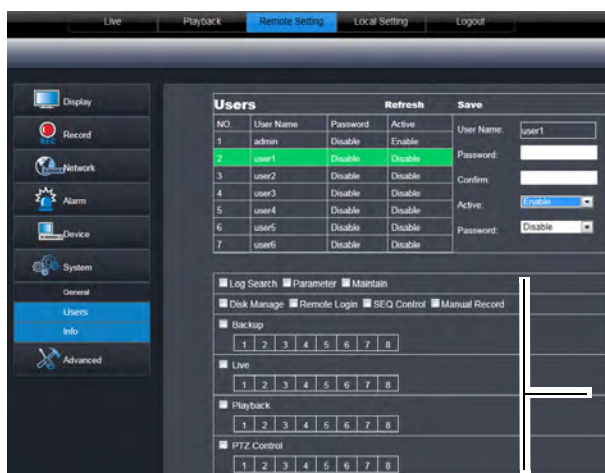 Live Playback Remote Setting Local Setting Logout
Display
Record
REC
Network
Alarm
Device
System
General
Users
Info
Advanced
Users Refresh Save
NO. User Name Password Active
1 admin Disable Enable
2 user1 Disable Disable
3 user2 Disable Disable
4 user3 Disable Disable
5 user4 Disable Disable
6 user5 Disable Disable
7 user6 Disable Disable
User Name: user1
Password:
Confirm:
Active: Enable
Password: Disable
Log Search Parameter Maintain
Disk Manage Remote Login SEQ Control Manual Record
Backup
1 2 3 4 5 6 7 8
Live
1 2 3 4 5 6 7 8
Playback
1 2 3 4 5 6 7 8
PTZ Control
1 2 3 4 5 6 7 8